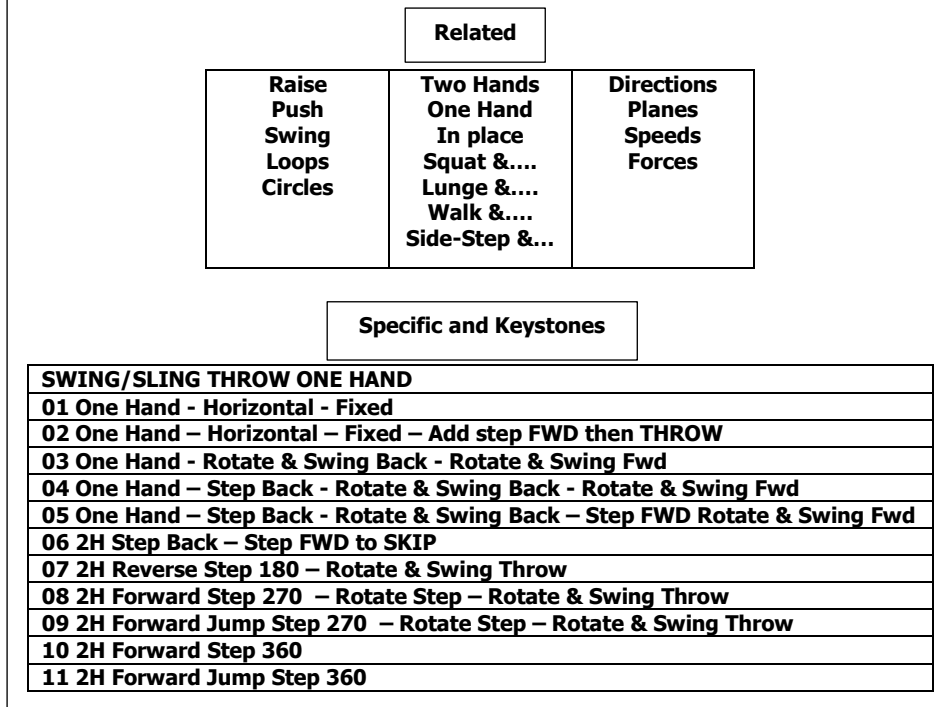 Related
Raise
Push
Swing
Loops
Circles
Two Hands
One Hand
In place
Squat &....
Lunge &....
Walk &....
Side-Step &...
Directions
Planes
Speeds
Forces
Specific and Keystones
SWING/SLING THROW ONE HAND
01 One Hand - Horizontal - Fixed
02 One Hand – Horizontal – Fixed – Add step FWD then THROW
03 One Hand - Rotate & Swing Back - Rotate & Swing Fwd
04 One Hand – Step Back - Rotate & Swing Back - Rotate & Swing Fwd
05 One Hand – Step Back - Rotate & Swing Back – Step FWD Rotate & Swing Fwd
06 2H Step Back – Step FWD to SKIP
07 2H Reverse Step 180 – Rotate & Swing Throw
08 2H Forward Step 270 – Rotate Step – Rotate & Swing Throw
09 2H Forward Jump Step 270 – Rotate Step – Rotate & Swing Throw
10 2H Forward Step 360
11 2H Forward Jump Step 360